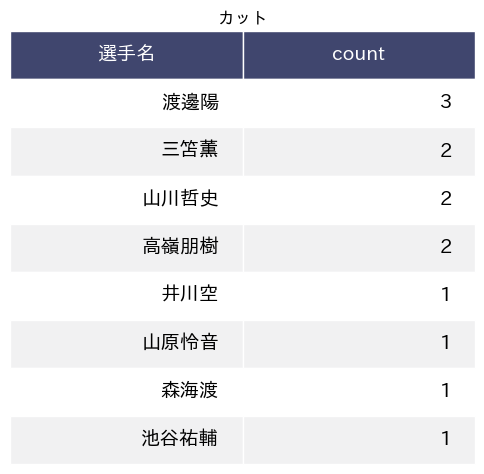 カット
選手名 count
渡邊陽 3
三笘薫 2
山川哲史 2
高嶺朋樹 2
井川空 1
山原怜音 1
森海渡 1
池谷祐輔 1